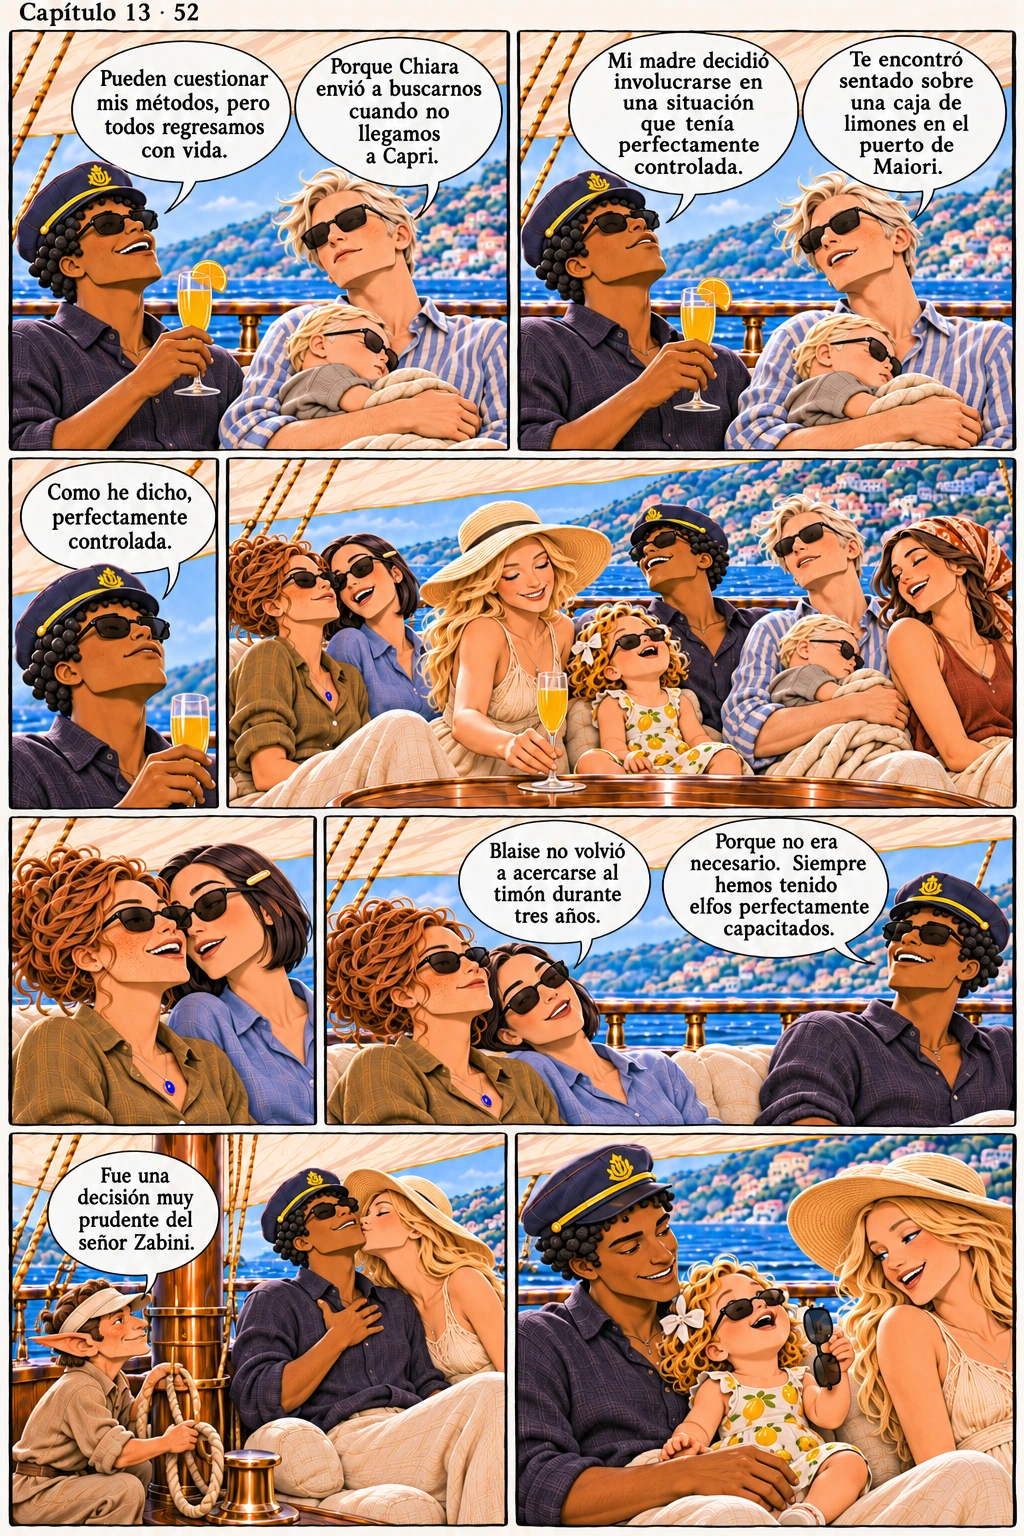 Capítulo 13 · 52
Pueden cuestionar
mis métodos, pero
todos regresamos
con vida.
Porque Chiara
envió a buscarnos
cuando no
llegamos
a Capri.
Mi madre decidió
involucrarse en
una situación
que tenía
perfectamente
controlada.
Te encontró
sentado sobre
una caja de
limones en el
puerto de
Maiori.
Como he dicho,
perfectamente
controlada.
Blaise no volvió
a acercarse al
timón durante
tres años.
Porque no era
necesario. Siempre
hemos tenido
elfos perfectamente
capacitados.
Fue una
decisión muy
prudente del
señor Zabini.